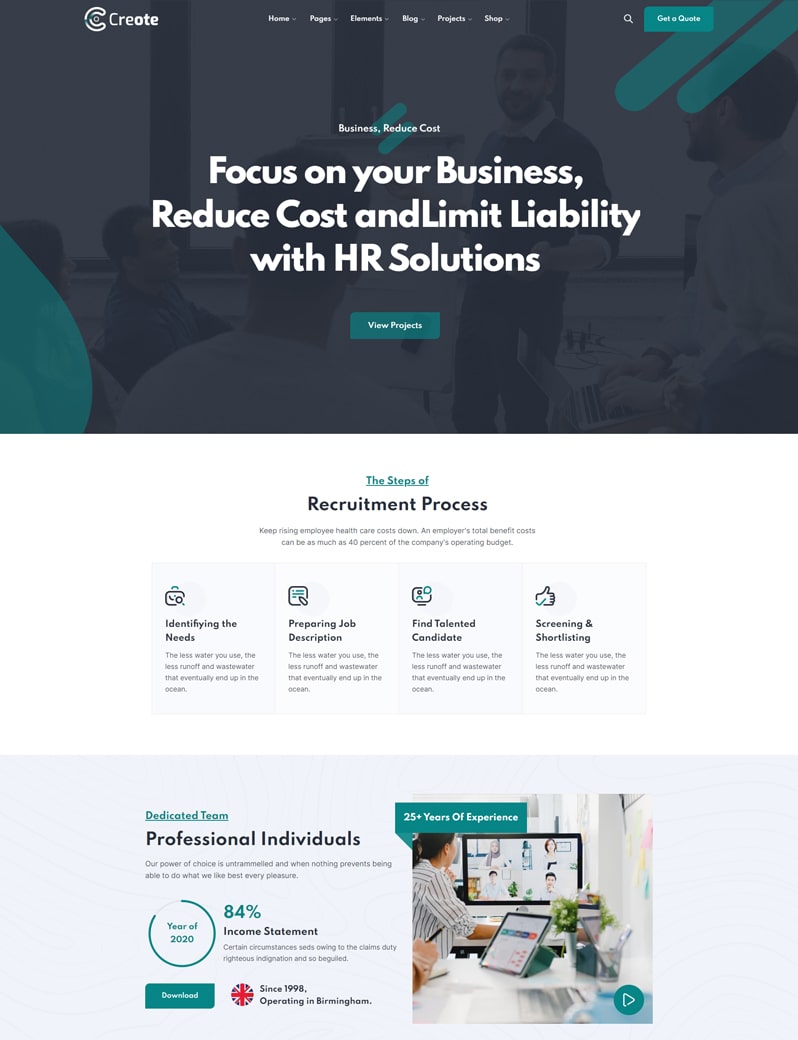 Creote
Home Pages Elements Blog Projects Shop
Get a Quote
Business, Reduce Cost
Focus on your Business,
Reduce Cost andLimit Liability
with HR Solutions
View Projects
The Steps of
Recruitment Process
Keep rising employee health care costs down. An employer's total benefit costs
can be as much as 40 percent of the company's operating budget.
Identifiying the
Needs
The less water you use, the
less runoff and wastewater
that eventually end up in the
ocean.
Preparing Job
Description
The less water you use, the
less runoff and wastewater
that eventually end up in the
ocean.
Find Talented
Candidate
The less water you use, the
less runoff and wastewater
that eventually end up in the
ocean.
Screening &
Shortlisting
The less water you use, the
less runoff and wastewater
that eventually end up in the
ocean.
Dedicated Team
Professional Individuals
Our power of choice is untrammelled and when nothing prevents being
able to do what we like best every pleasure.
Year of
2020
84%
Income Statement
Certain circumstances seds owing to the claims duty
righteous indignation and so beguiled.
Download
Since 1998,
Operating in Birmingham.
25+ Years Of Experience